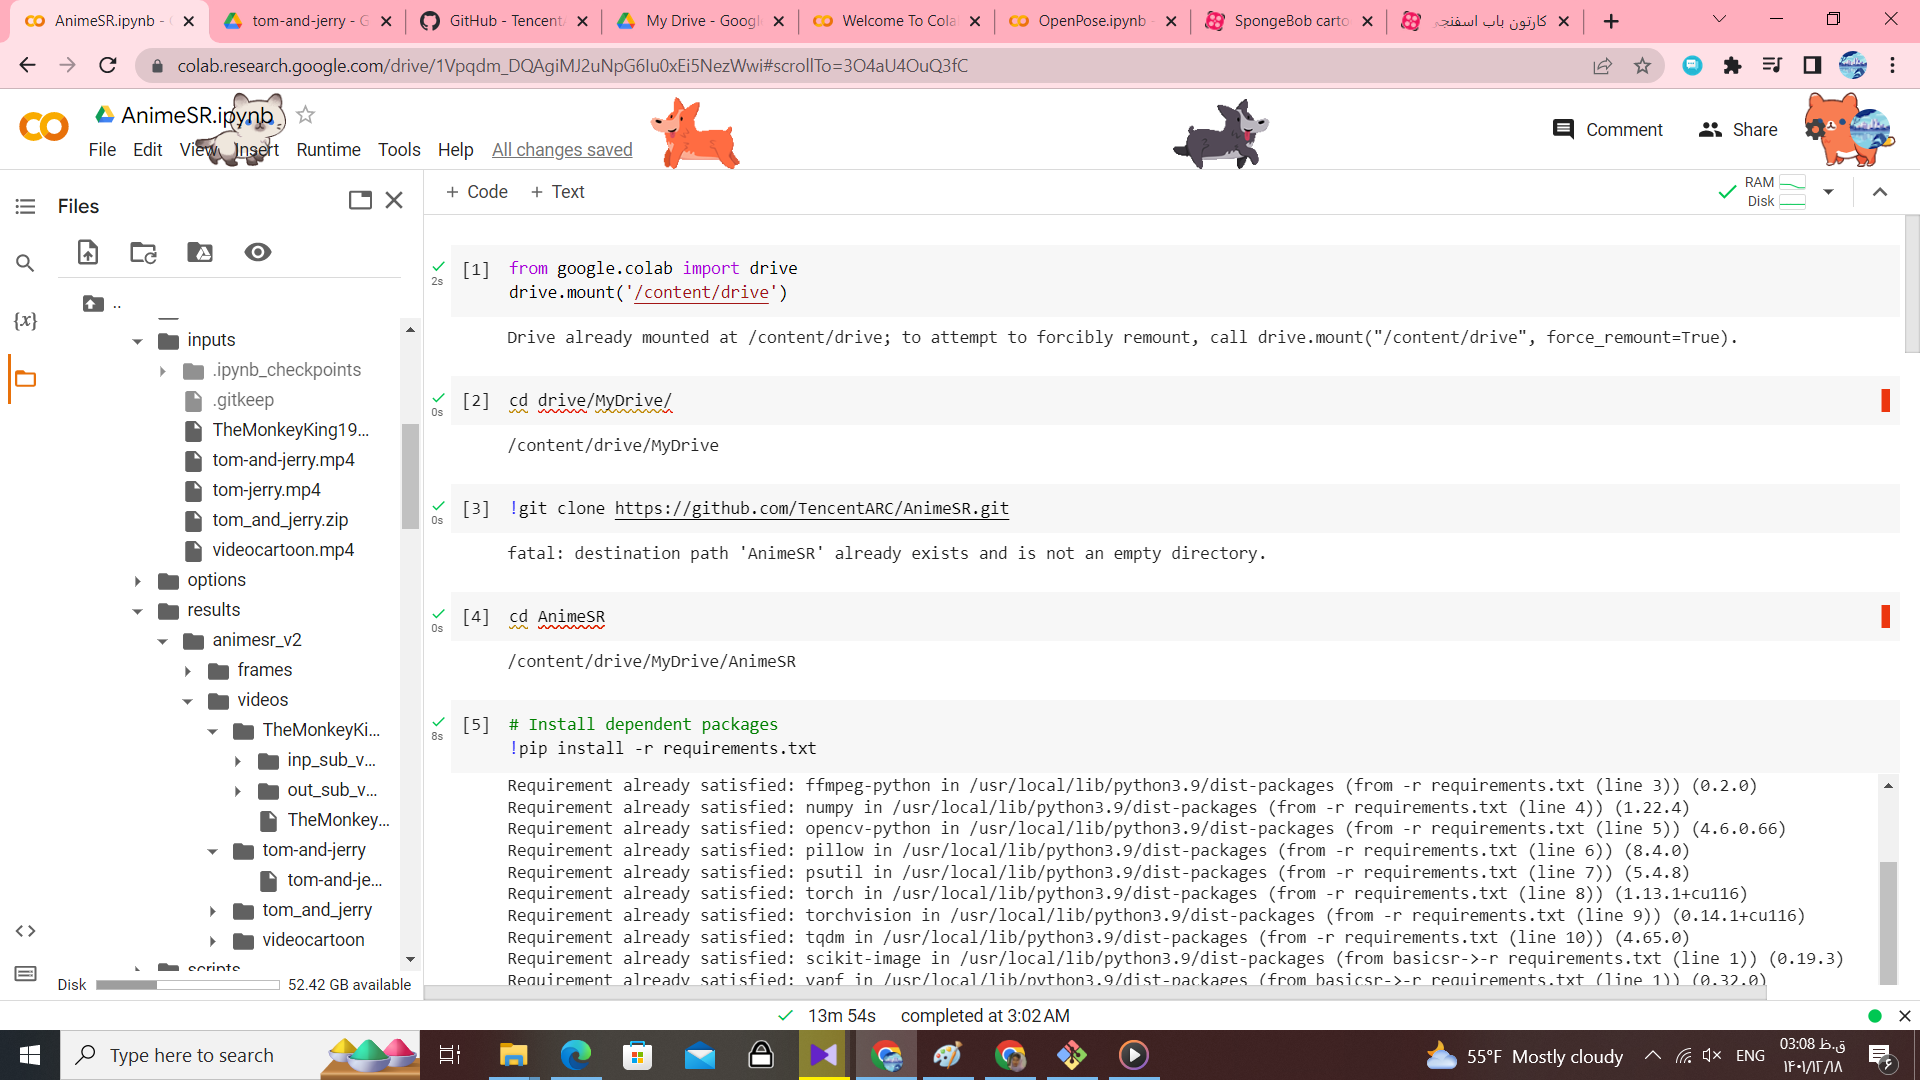 AnimeSR.ipynb - 
tom-and-jerry - G
GitHub - TencentA
My Drive - Googl
Welcome To Cola
OpenPose.ipynb -
SpongeBob carto
کارتون باب اسفنجی
colab.research.google.com/drive/1Vpqdm_DQAgiMJ2uNpG6Iu0xEi5NezWwi#scrollTo=3O4aU4OuQ3fC
AnimeSR.ipynb
Comment
Share
File Edit View Insert Runtime Tools Help All changes saved
Files
+ Code + Text
RAM
Disk
{x}
..
inputs
.ipynb_checkpoints
.gitkeep
TheMonkeyKing19...
tom-and-jerry.mp4
tom-jerry.mp4
tom_and_jerry.zip
videocartoon.mp4
options
results
animesr_v2
frames
videos
TheMonkeyKi...
inp_sub_v...
out_sub_v...
TheMonkey...
tom-and-jerry
tom-and-je...
tom_and_jerry
videocartoon
scripts
Disk 52.42 GB available
2s
[1] from google.colab import drive
drive.mount('/content/drive')
Drive already mounted at /content/drive; to attempt to forcibly remount, call drive.mount("/content/drive", force_remount=True).
0s
[2] cd drive/MyDrive/
/content/drive/MyDrive
0s
[3] !git clone https://github.com/TencentARC/AnimeSR.git
fatal: destination path 'AnimeSR' already exists and is not an empty directory.
0s
[4] cd AnimeSR
/content/drive/MyDrive/AnimeSR
8s
[5] # Install dependent packages
!pip install -r requirements.txt
Requirement already satisfied: ffmpeg-python in /usr/local/lib/python3.9/dist-packages (from -r requirements.txt (line 3)) (0.2.0)
Requirement already satisfied: numpy in /usr/local/lib/python3.9/dist-packages (from -r requirements.txt (line 4)) (1.22.4)
Requirement already satisfied: opencv-python in /usr/local/lib/python3.9/dist-packages (from -r requirements.txt (line 5)) (4.6.0.66)
Requirement already satisfied: pillow in /usr/local/lib/python3.9/dist-packages (from -r requirements.txt (line 6)) (8.4.0)
Requirement already satisfied: psutil in /usr/local/lib/python3.9/dist-packages (from -r requirements.txt (line 7)) (5.4.8)
Requirement already satisfied: torch in /usr/local/lib/python3.9/dist-packages (from -r requirements.txt (line 8)) (1.13.1+cu116)
Requirement already satisfied: torchvision in /usr/local/lib/python3.9/dist-packages (from -r requirements.txt (line 9)) (0.14.1+cu116)
Requirement already satisfied: tqdm in /usr/local/lib/python3.9/dist-packages (from -r requirements.txt (line 10)) (4.65.0)
Requirement already satisfied: scikit-image in /usr/local/lib/python3.9/dist-packages (from basicsr->-r requirements.txt (line 1)) (0.19.3)
Requirement already satisfied: yapf in /usr/local/lib/python3.9/dist-packages (from basicsr->-r requirements.txt (line 1)) (0.32.0)
13m 54s completed at 3:02 AM
Type here to search
55°F Mostly cloudy
ENG
03:08 ق.ظ
۱۴۰۱/۱۲/۱۸
۶